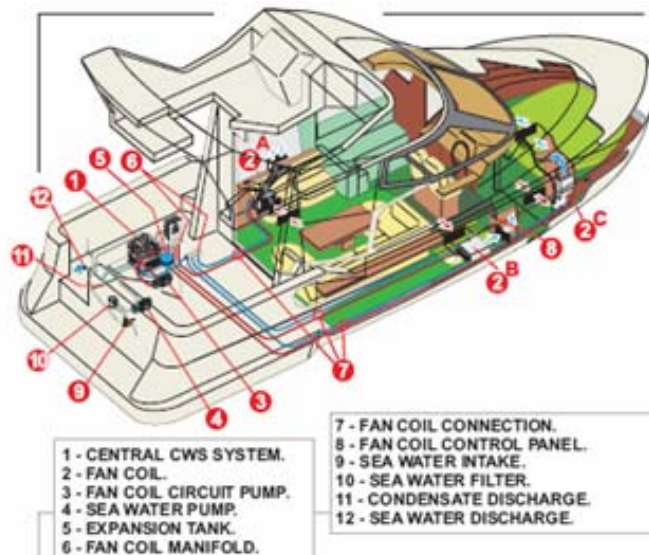 A
2
5
6
1
12
11
C
2
8
B
2
10
7
9
4
3
1 - CENTRAL CWS SYSTEM.
2 - FAN COIL.
3 - FAN COIL CIRCUIT PUMP.
4 - SEA WATER PUMP.
5 - EXPANSION TANK.
6 - FAN COIL MANIFOLD.
7 - FAN COIL CONNECTION.
8 - FAN COIL CONTROL PANEL.
9 - SEA WATER INTAKE.
10 - SEA WATER FILTER.
11 - CONDENSATE DISCHARGE.
12 - SEA WATER DISCHARGE.